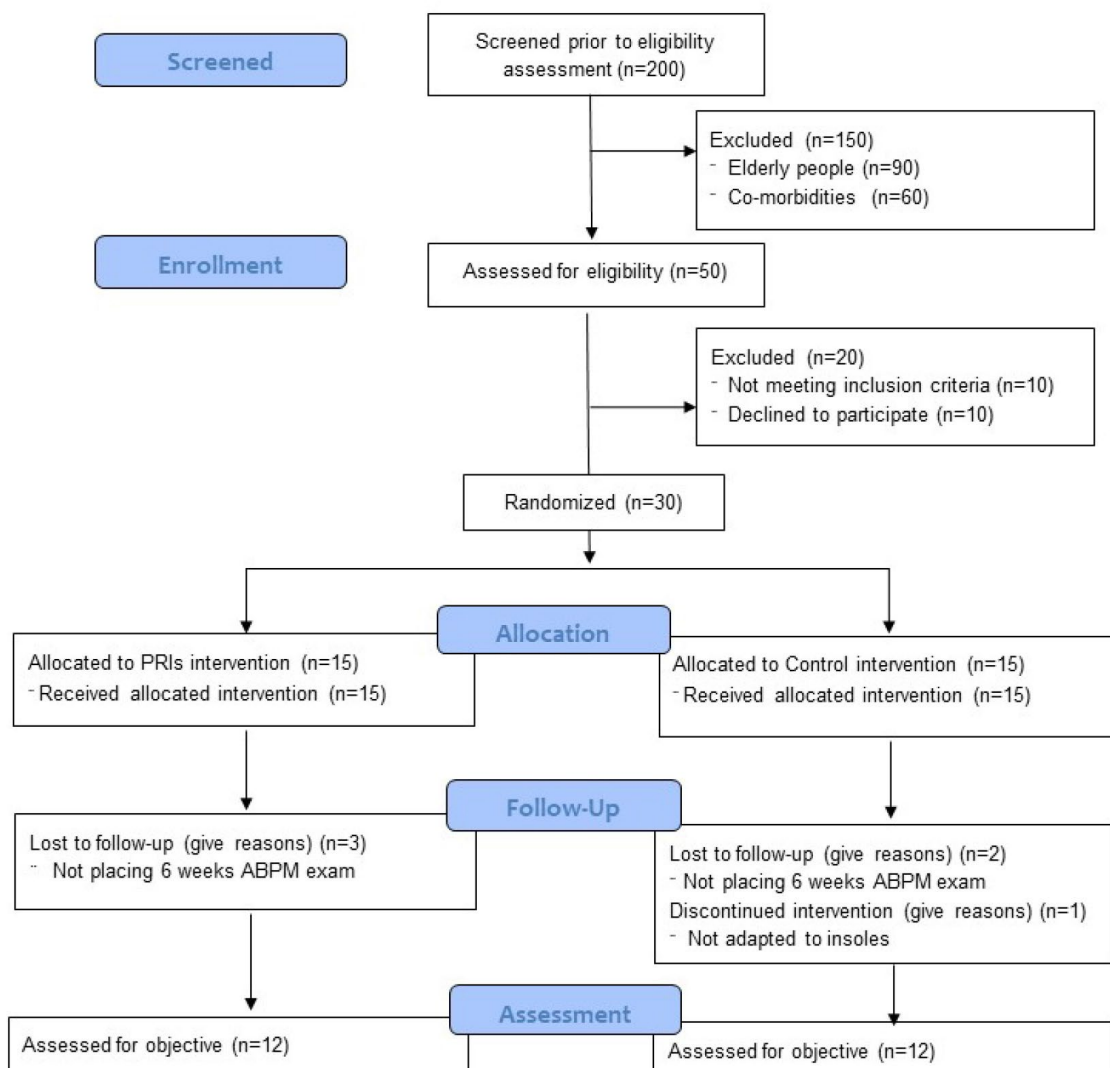 Screened
Screened prior to eligibility
assessment (n=200)
Excluded (n=150)
- Elderly people (n=90)
- Co-morbidities (n=60)
Enrollment
Assessed for eligibility (n=50)
Excluded (n=20)
- Not meeting inclusion criteria (n=10)
- Declined to participate (n=10)
Randomized (n=30)
Allocation
Allocated to PRIs intervention (n=15)
- Received allocated intervention (n=15)
Allocated to Control intervention (n=15)
- Received allocated intervention (n=15)
Follow-Up
Lost to follow-up (give reasons) (n=3)
¨ Not placing 6 weeks ABPM exam
Lost to follow-up (give reasons) (n=2)
- Not placing 6 weeks ABPM exam
Discontinued intervention (give reasons) (n=1)
- Not adapted to insoles
Assessment
Assessed for objective (n=12)
Assessed for objective (n=12)